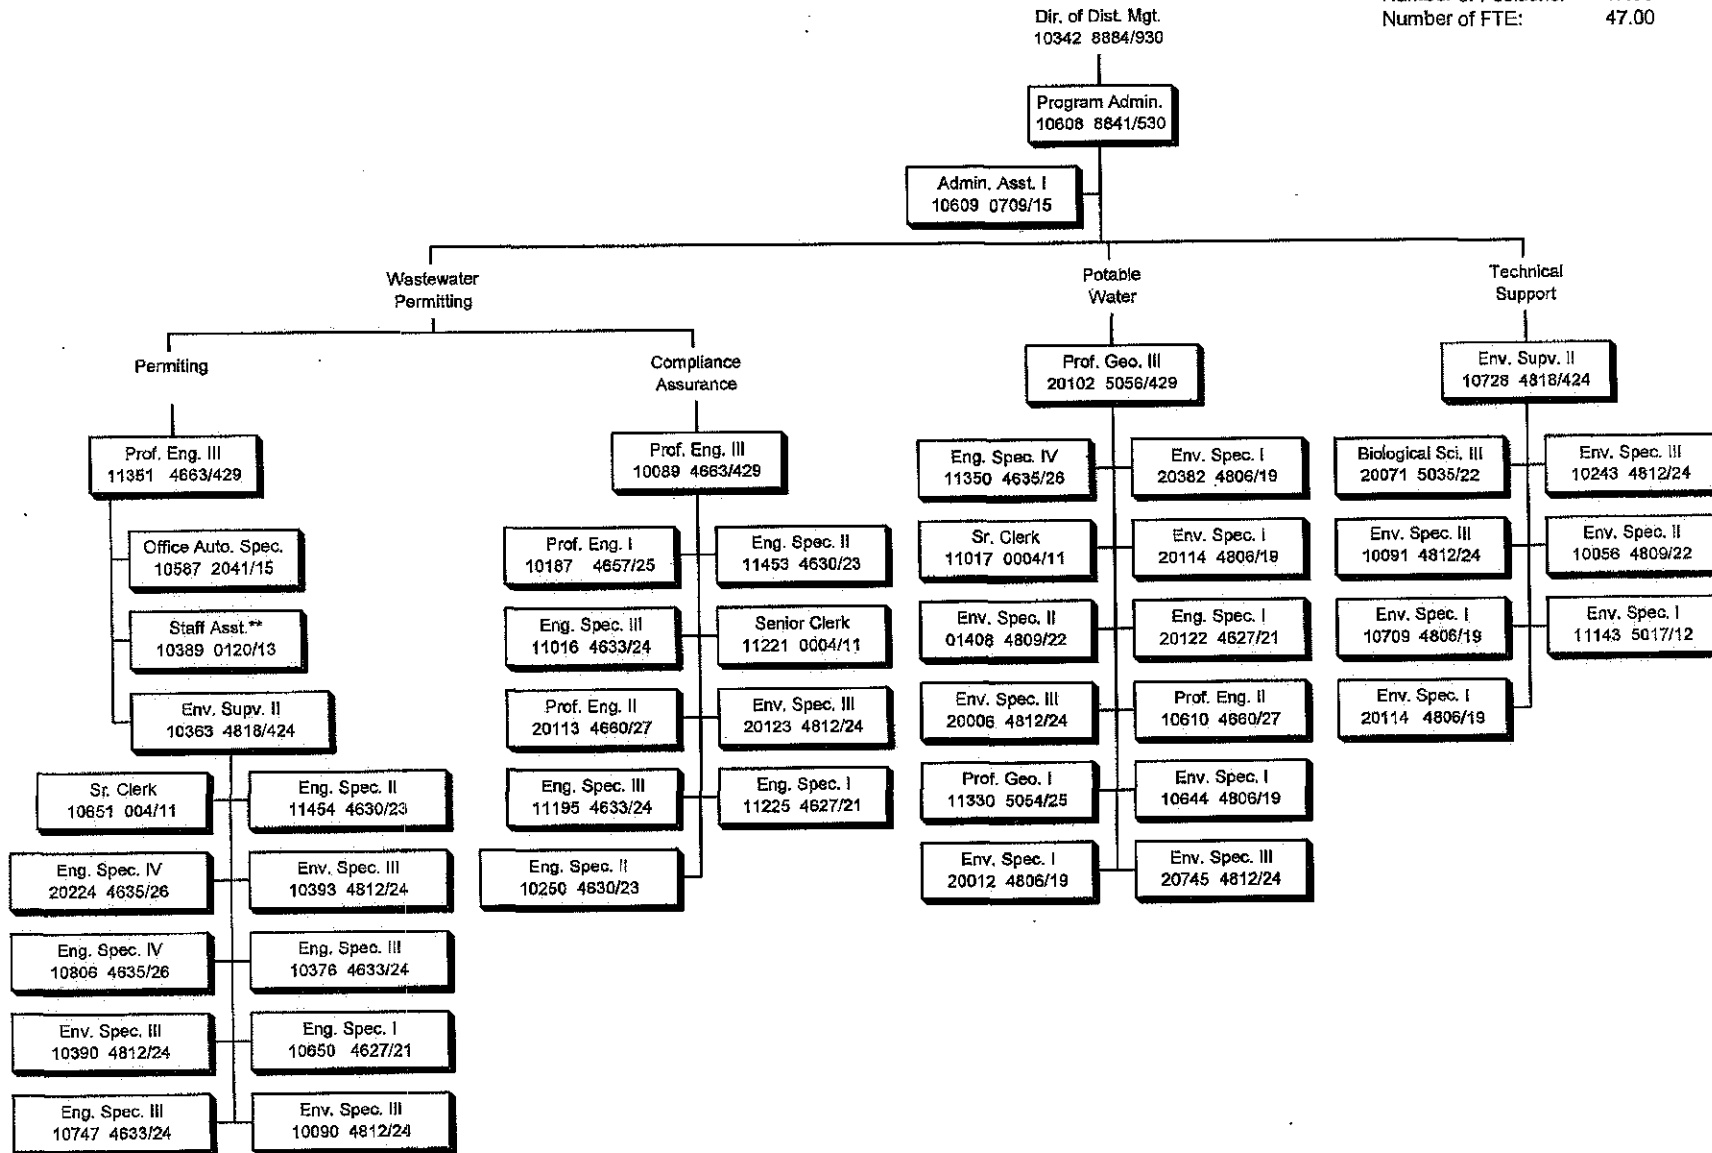 Dir. of Dist. Mgt.
10342 8884/930
Number of FTE: 47.00
Program Admin.
10608 8841/530
Admin. Asst. I
10609 0709/15
Wastewater
Permitting
Potable
Water
Technical
Support
Permiting
Compliance
Assurance
Prof. Geo. III
20102 5056/429
Env. Supv. II
10728 4818/424
Prof. Eng. III
11351 4663/429
Office Auto. Spec.
10587 2041/15
Staff Asst.**
10389 0120/13
Env. Supv. II
10363 4818/424
Sr. Clerk
10651 004/11
Eng. Spec. II
11454 4630/23
Eng. Spec. IV
20224 4635/26
Env. Spec. III
10393 4812/24
Eng. Spec. IV
10806 4635/26
Eng. Spec. III
10376 4633/24
Env. Spec. III
10390 4812/24
Eng. Spec. I
10650 4627/21
Eng. Spec. III
10747 4633/24
Env. Spec. III
10090 4812/24
Prof. Eng. III
10089 4663/429
Prof. Eng. I
10187 4657/25
Eng. Spec. II
11453 4630/23
Eng. Spec. III
11016 4633/24
Senior Clerk
11221 0004/11
Prof. Eng. II
20113 4660/27
Env. Spec. III
20123 4812/24
Eng. Spec. III
11195 4633/24
Eng. Spec. I
11225 4627/21
Eng. Spec. II
10250 4630/23
Eng. Spec. IV
11350 4635/26
Env. Spec. I
20382 4806/19
Sr. Clerk
11017 0004/11
Env. Spec. I
20114 4806/19
Env. Spec. II
01408 4809/22
Eng. Spec. I
20122 4627/21
Env. Spec. III
20006 4812/24
Prof. Eng. II
10610 4660/27
Prof. Geo. I
11330 5054/25
Env. Spec. I
10644 4806/19
Env. Spec. I
20012 4806/19
Env. Spec. III
20745 4812/24
Biological Sci. III
20071 5035/22
Env. Spec. III
10243 4812/24
Env. Spec. III
10091 4812/24
Env. Spec. II
10056 4809/22
Env. Spec. I
10709 4806/19
Env. Spec. I
11143 5017/12
Env. Spec. I
20114 4806/19